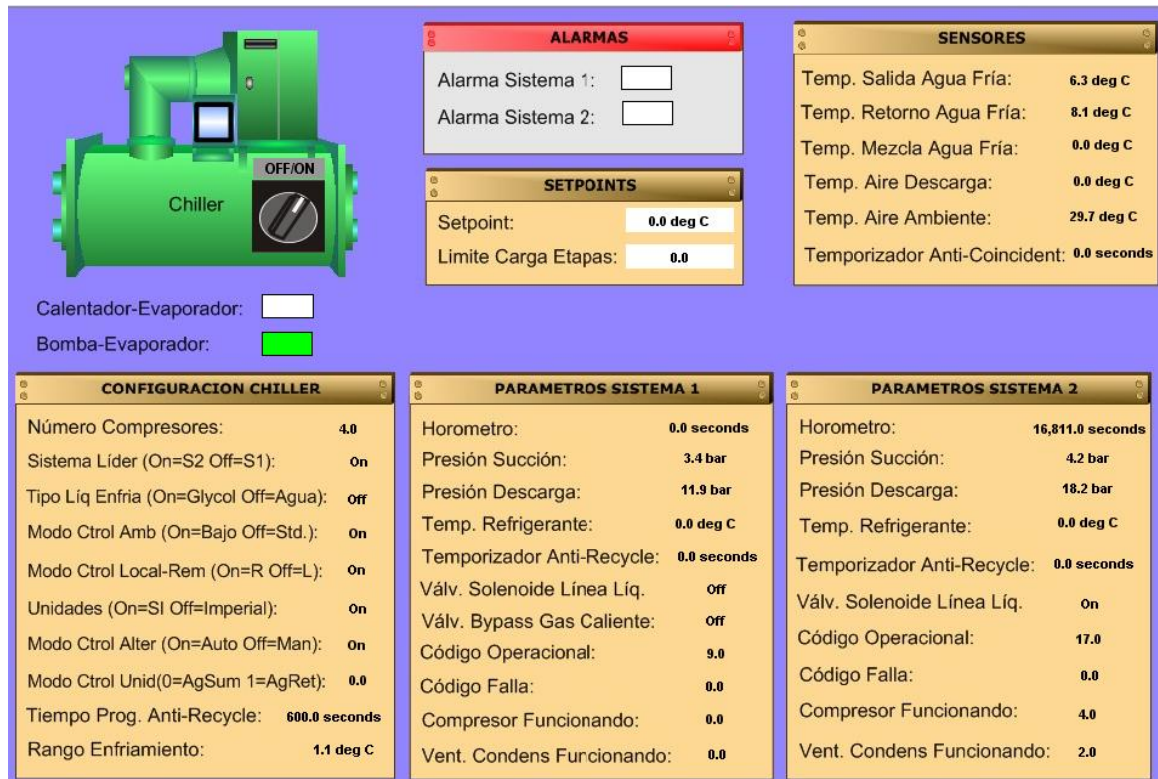 OFF/ON
Chiller
Calentador-Evaporador:
Bomba-Evaporador:
ALARMAS
Alarma Sistema 1:
Alarma Sistema 2:
SETPOINTS
Setpoint: 0.0 deg C
Limite Carga Etapas: 0.0
SENSORES
Temp. Salida Agua Fría: 6.3 deg C
Temp. Retorno Agua Fría: 8.1 deg C
Temp. Mezcla Agua Fría: 0.0 deg C
Temp. Aire Descarga: 0.0 deg C
Temp. Aire Ambiente: 29.7 deg C
Temporizador Anti-Coincident: 0.0 seconds
CONFIGURACION CHILLER
Número Compresores: 4.0
Sistema Líder (On=S2 Off=S1): On
Tipo Líq Enfria (On=Glycol Off=Agua): Off
Modo Ctrol Amb (On=Bajo Off=Std.): On
Modo Ctrol Local-Rem (On=R Off=L): On
Unidades (On=SI Off=Imperial): On
Modo Ctrol Alter (On=Auto Off=Man): On
Modo Ctrol Unid(0=AgSum 1=AgRet): 0.0
Tiempo Prog. Anti-Recycle: 600.0 seconds
Rango Enfriamiento: 1.1 deg C
PARAMETROS SISTEMA 1
Horometro: 0.0 seconds
Presión Succión: 3.4 bar
Presión Descarga: 11.9 bar
Temp. Refrigerante: 0.0 deg C
Temporizador Anti-Recycle: 0.0 seconds
Válv. Solenoide Línea Líq. Off
Válv. Bypass Gas Caliente: Off
Código Operacional: 9.0
Código Falla: 0.0
Compresor Funcionando: 0.0
Vent. Condens Funcionando: 0.0
PARAMETROS SISTEMA 2
Horometro: 16,811.0 seconds
Presión Succión: 4.2 bar
Presión Descarga: 18.2 bar
Temp. Refrigerante: 0.0 deg C
Temporizador Anti-Recycle: 0.0 seconds
Válv. Solenoide Línea Líq. On
Código Operacional: 17.0
Código Falla: 0.0
Compresor Funcionando: 4.0
Vent. Condens Funcionando: 2.0